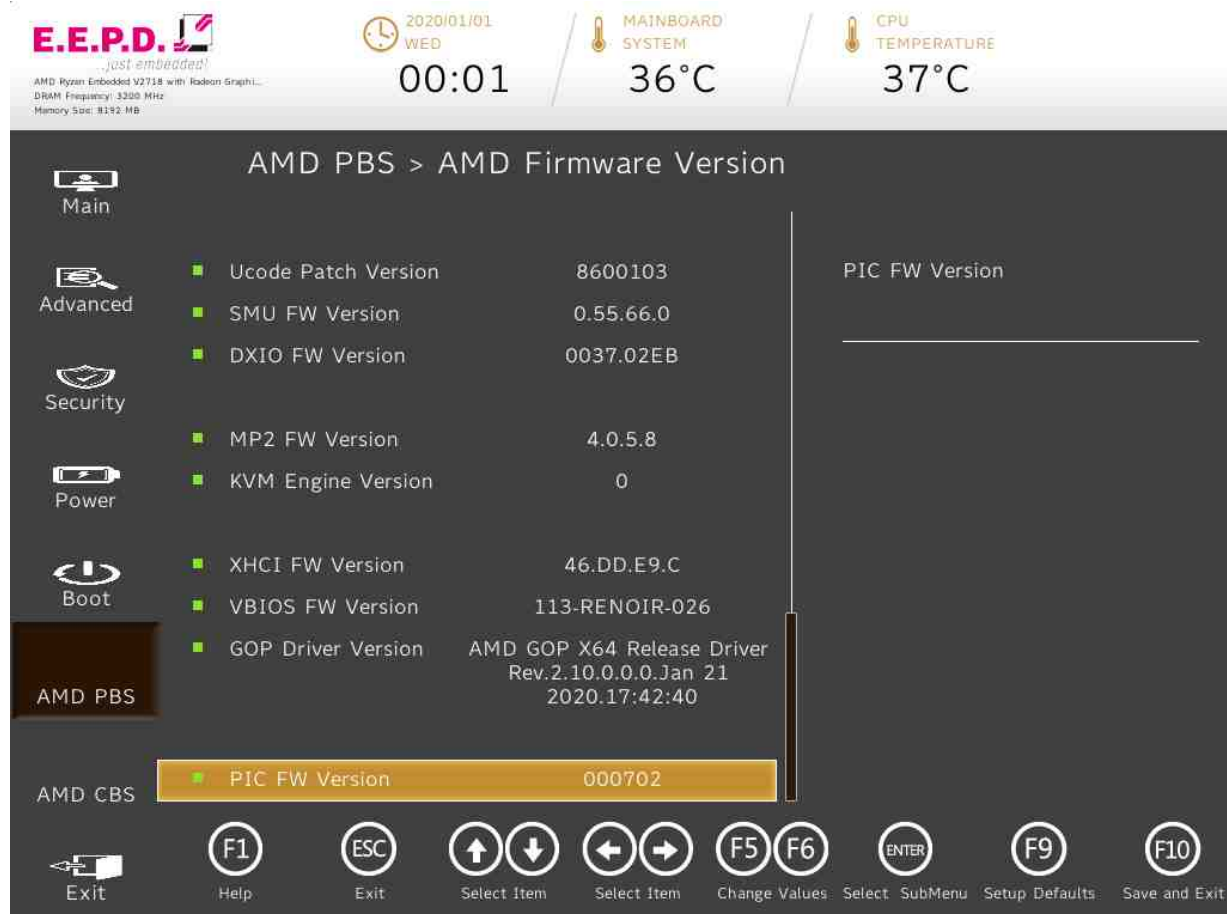 E.E.P.D.
...just embedded!
AMD Ryzen Embedded V2718 with Radeon Graphi...
DRAM Frequency: 3200 MHz
Memory Size: 8192 MB
2020/01/01
WED
00:01
MAINBOARD
SYSTEM
36°C
CPU
TEMPERATURE
37°C
AMD PBS > AMD Firmware Version
Main
Advanced
Security
Power
Boot
AMD PBS
AMD CBS
Exit
Ucode Patch Version 8600103
SMU FW Version 0.55.66.0
DXIO FW Version 0037.02EB
MP2 FW Version 4.0.5.8
KVM Engine Version 0
XHCI FW Version 46.DD.E9.C
VBIOS FW Version 113-RENOIR-026
GOP Driver Version AMD GOP X64 Release Driver
Rev.2.10.0.0.0.Jan 21
2020.17:42:40
PIC FW Version 000702
PIC FW Version
F1
Help
ESC
Exit
Select Item
Select Item
F5 F6
Change Values
ENTER
Select SubMenu
F9
Setup Defaults
F10
Save and Exit